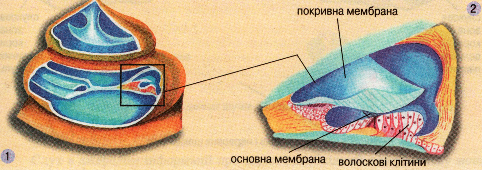 покривна мембрана
2
1
основна мембрана
волоскові клітини